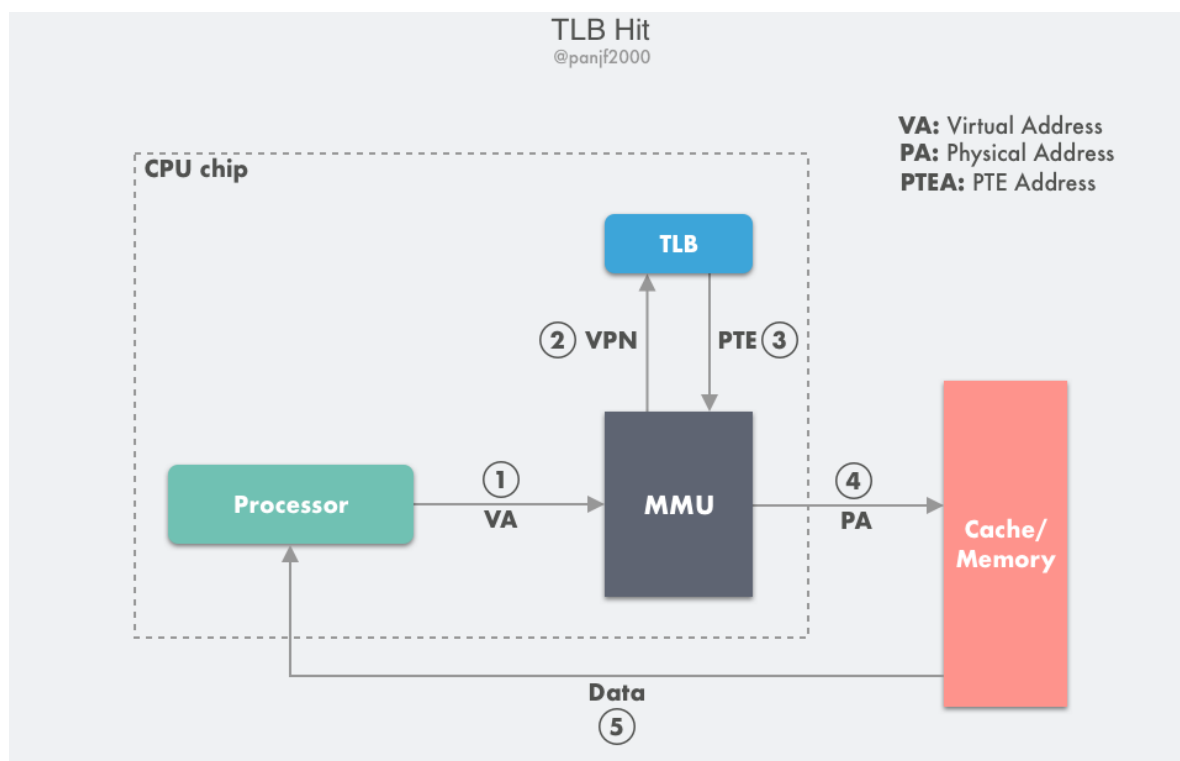 TLB Hit
@panjf2000
VA: Virtual Address
PA: Physical Address
PTEA: PTE Address
CPU chip
TLB
2 VPN
PTE 3
1
VA
Processor
MMU
4
PA
Cache/
Memory
Data
5